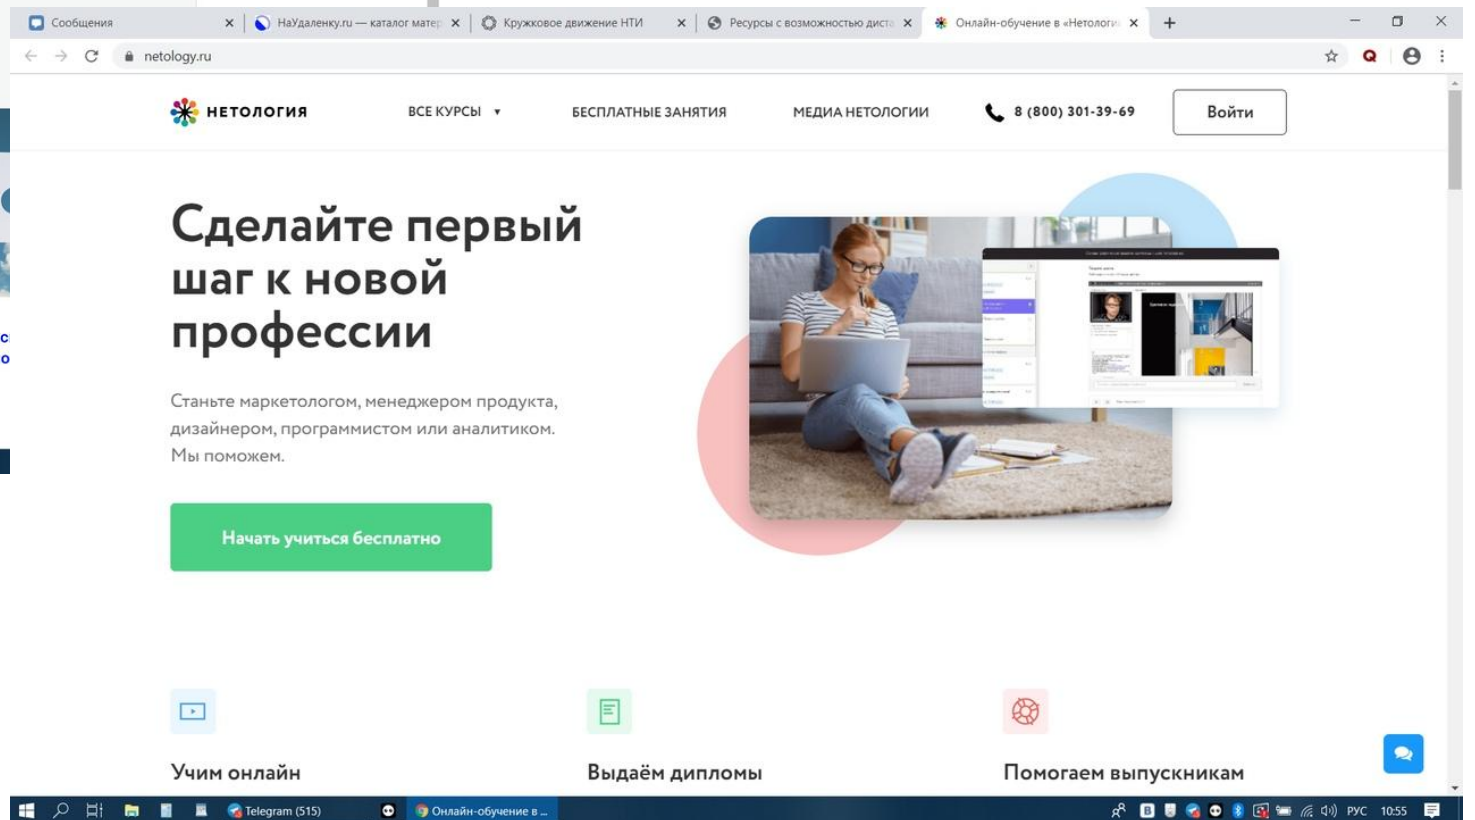 Сообщения
НаУдаленку.ru — каталог матер
Кружковое движение НТИ
Ресурсы с возможностью диста
Онлайн-обучение в «Нетологи
netology.ru
НЕТОЛОГИЯ
ВСЕ КУРСЫ
БЕСПЛАТНЫЕ ЗАНЯТИЯ
МЕДИА НЕТОЛОГИИ
8 (800) 301-39-69
Войти
Сделайте первый
шаг к новой
профессии
Станьте маркетологом, менеджером продукта,
дизайнером, программистом или аналитиком.
Мы поможем.
Начать учиться бесплатно
Учим онлайн
Выдаём дипломы
Помогаем выпускникам
Telegram (515)
Онлайн-обучение в ...
РУС
10:55